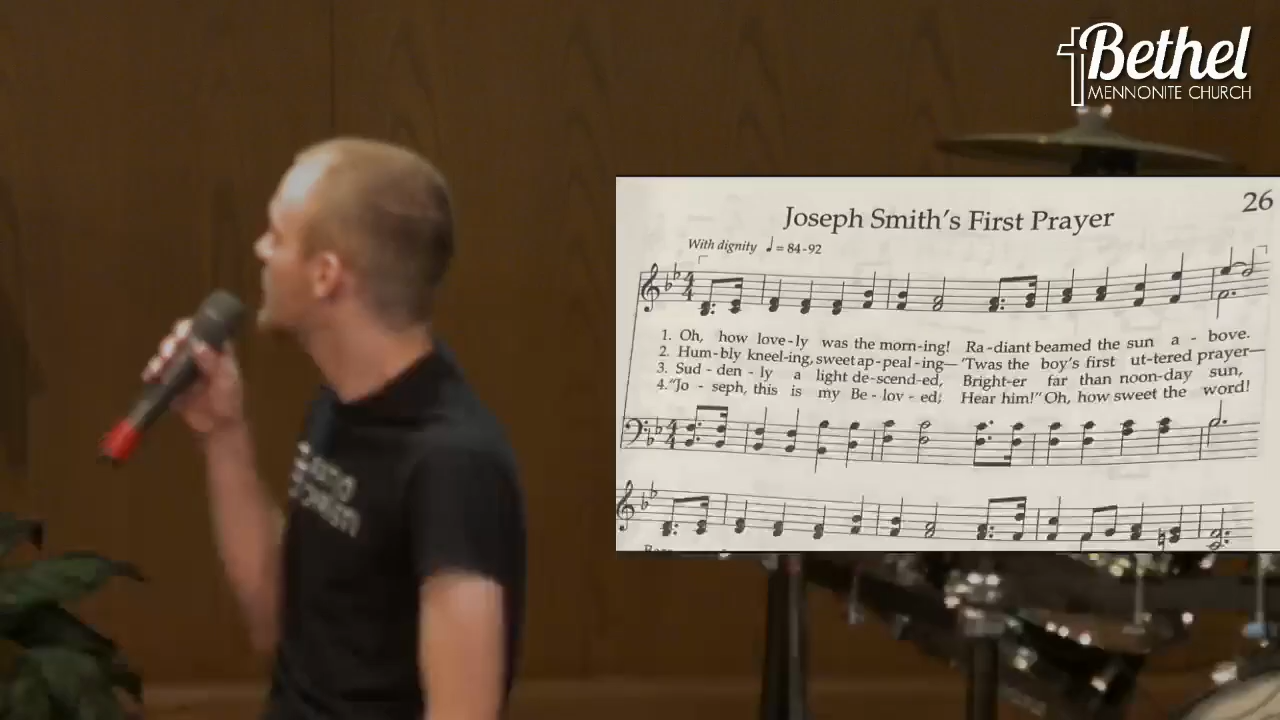 Bethel
MENNONITE CHURCH
26
Joseph Smith's First Prayer
With dignity ♩ = 84-92
1. Oh, how love - ly was the morn - ing! Ra - diant beamed the sun a - bove.
2. Hum - bly kneel - ing, sweet ap - peal - ing— 'Twas the boy's first ut - tered prayer—
3. Sud - den - ly a light de - scend - ed, Bright - er far than noon - day sun,
4. "Jo - seph, this is my Be - lov - ed; Hear him!" Oh, how sweet the word!